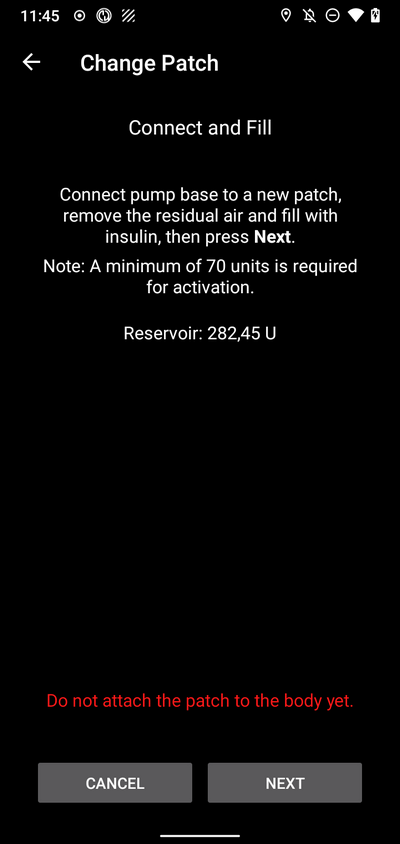 11:45
Change Patch
Connect and Fill
Connect pump base to a new patch,
remove the residual air and fill with
insulin, then press Next.
Note: A minimum of 70 units is required
for activation.
Reservoir: 282,45 U
Do not attach the patch to the body yet.
CANCEL NEXT